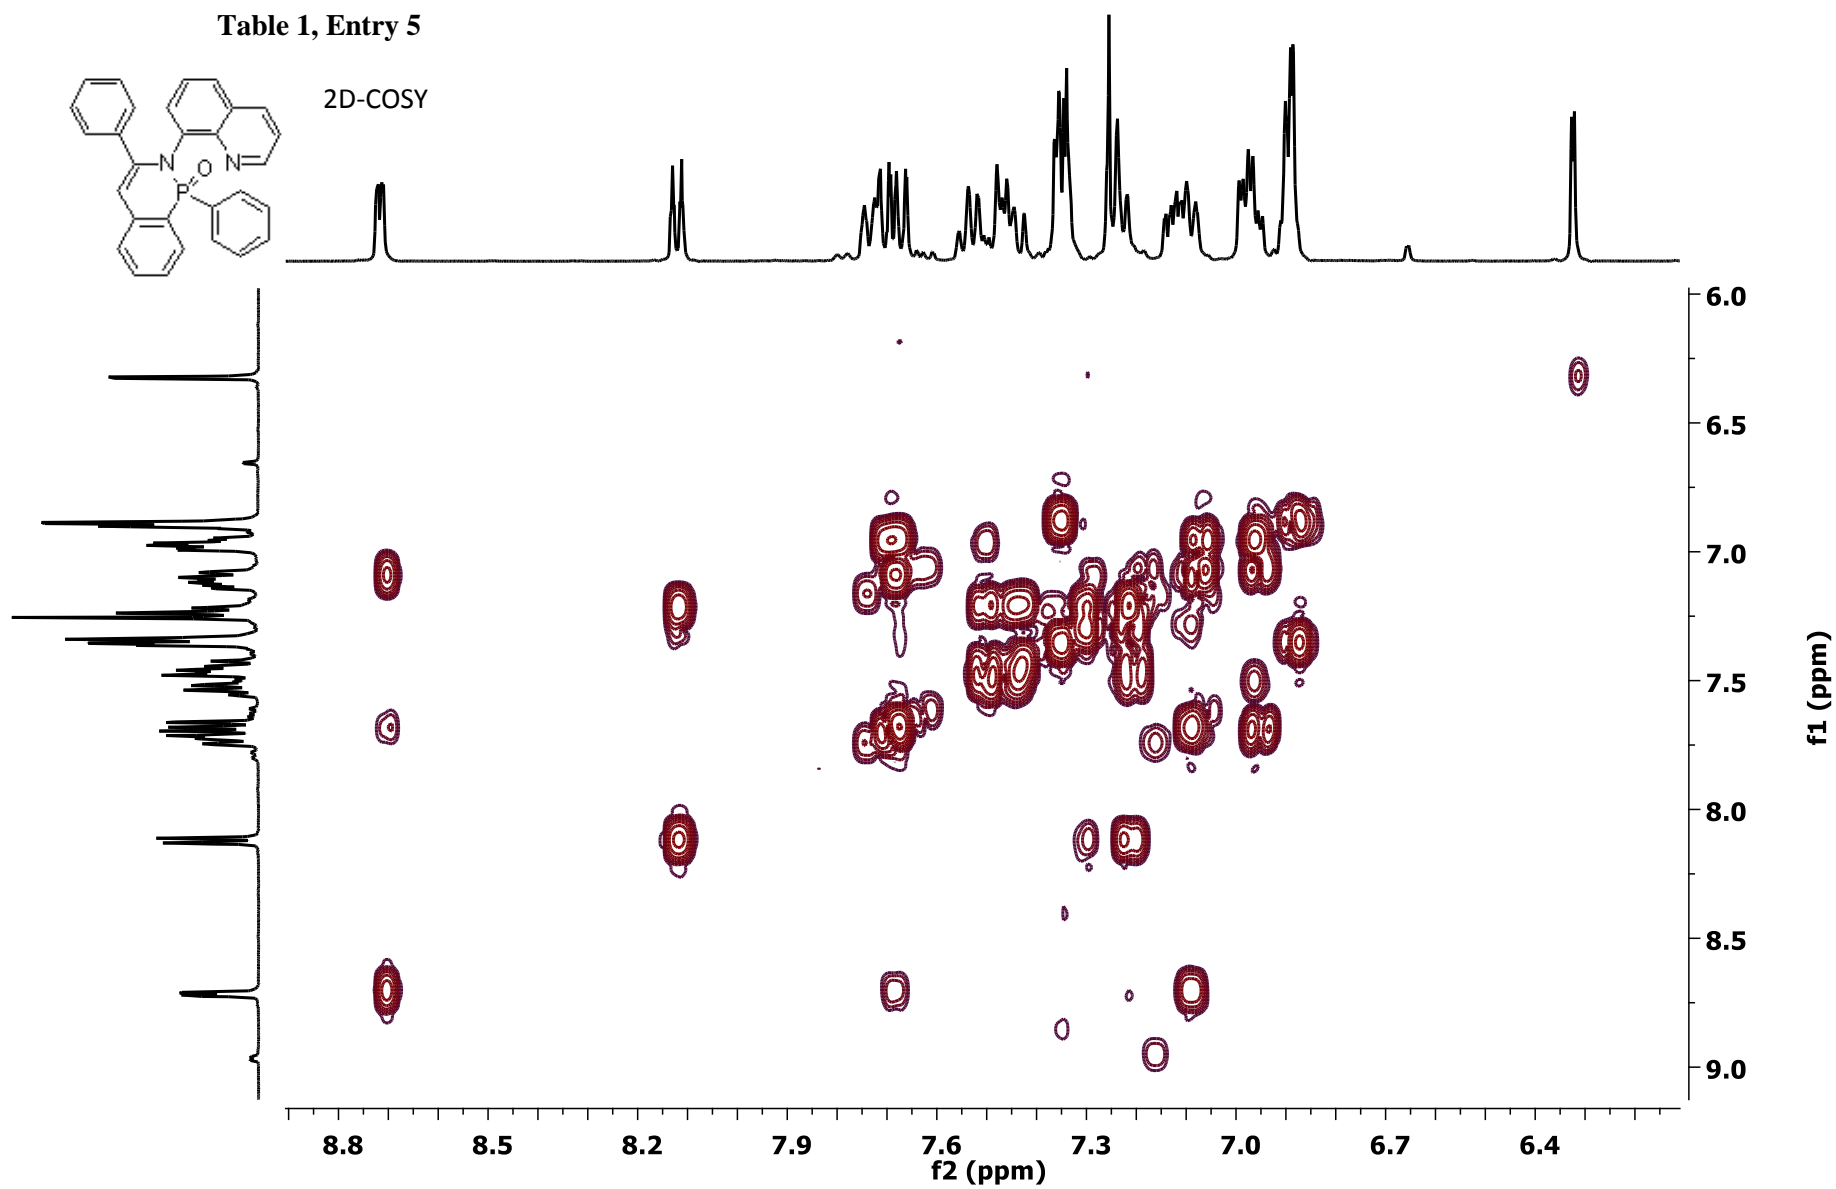 Table 1, Entry 5
2D-COSY
N
O
N
P
6.0
6.5
7.0
7.5
8.0
8.5
9.0
f1 (ppm)
8.8 8.5 8.2 7.9 7.6 7.3 7.0 6.7 6.4
f2 (ppm)